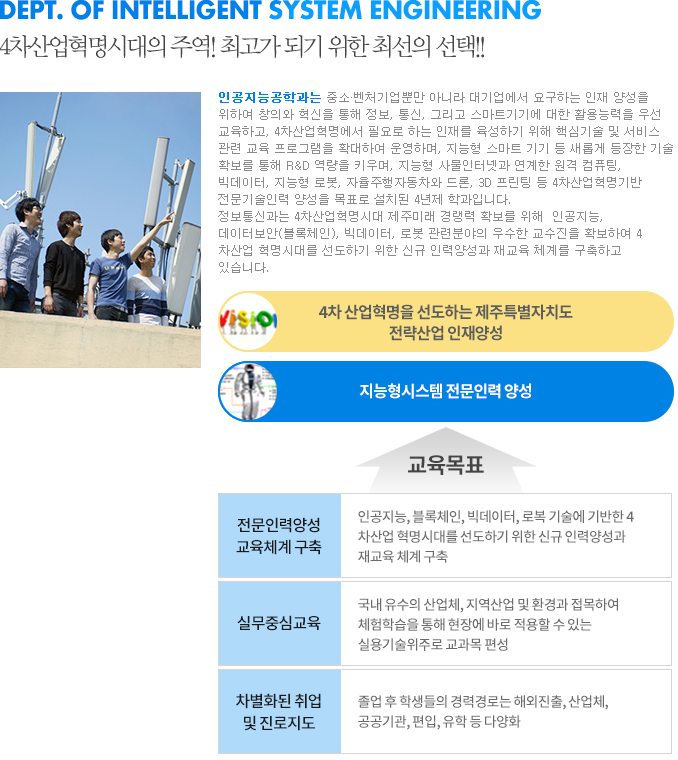 DEPT. OF INTELLIGENT SYSTEM ENGINEERING
4차산업혁명시대의 주역! 최고가 되기 위한 최선의 선택!!
인공지능공학과는 중소·벤처기업뿐만 아니라 대기업에서 요구하는 인재 양성을
위하여 창의와 혁신을 통해 정보, 통신, 그리고 스마트기기에 대한 활용능력을 우선
교육하고, 4차산업혁명에서 필요로 하는 인재를 육성하기 위해 핵심기술 및 서비스
관련 교육 프로그램을 확대하여 운영하며, 지능형 스마트 기기 등 새롭게 등장한 기술
확보를 통해 R&D 역량을 키우며, 지능형 사물인터넷과 연계한 원격 컴퓨팅,
빅데이터, 지능형 로봇, 자율주행자동차와 드론, 3D 프린팅 등 4차산업혁명기반
전문기술인력 양성을 목표로 설치된 4년제 학과입니다.
정보통신과는 4차산업혁명시대 제주미래 경쟁력 확보를 위해 인공지능,
데이터보안(블록체인), 빅데이터, 로봇 관련분야의 우수한 교수진을 확보하여 4
차산업 혁명시대를 선도하기 위한 신규 인력양성과 재교육 체계를 구축하고
있습니다.
VISION
4차 산업혁명을 선도하는 제주특별자치도
전략산업 인재양성
지능형시스템 전문인력 양성
교육목표
전문인력양성
교육체계 구축
인공지능, 블록체인, 빅데이터, 로복 기술에 기반한 4
차산업 혁명시대를 선도하기 위한 신규 인력양성과
재교육 체계 구축
실무중심교육
국내 유수의 산업체, 지역산업 및 환경과 접목하여
체험학습을 통해 현장에 바로 적용할 수 있는
실용기술위주로 교과목 편성
차별화된 취업
및 진로지도
졸업 후 학생들의 경력경로는 해외진출, 산업체,
공공기관, 편입, 유학 등 다양화